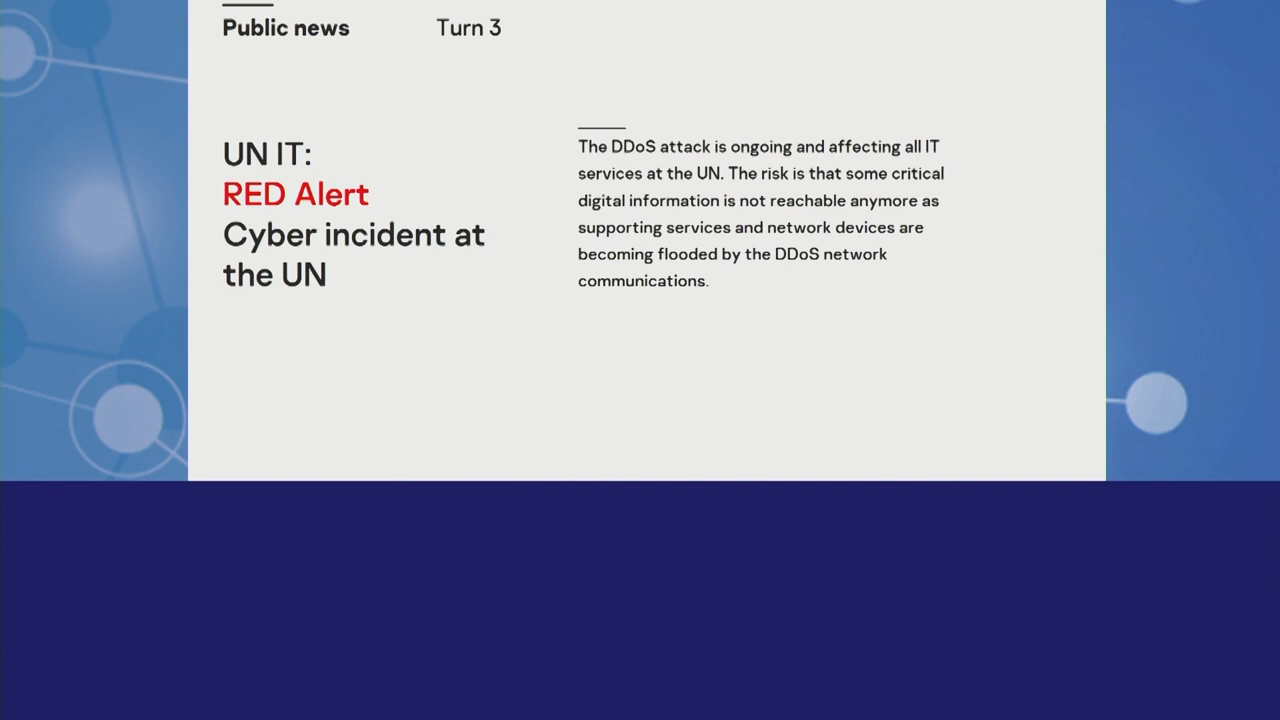 Public news Turn 3
UN IT:
RED Alert
Cyber incident at
the UN
The DDoS attack is ongoing and affecting all IT
services at the UN. The risk is that some critical
digital information is not reachable anymore as
supporting services and network devices are
becoming flooded by the DDoS network
communications.